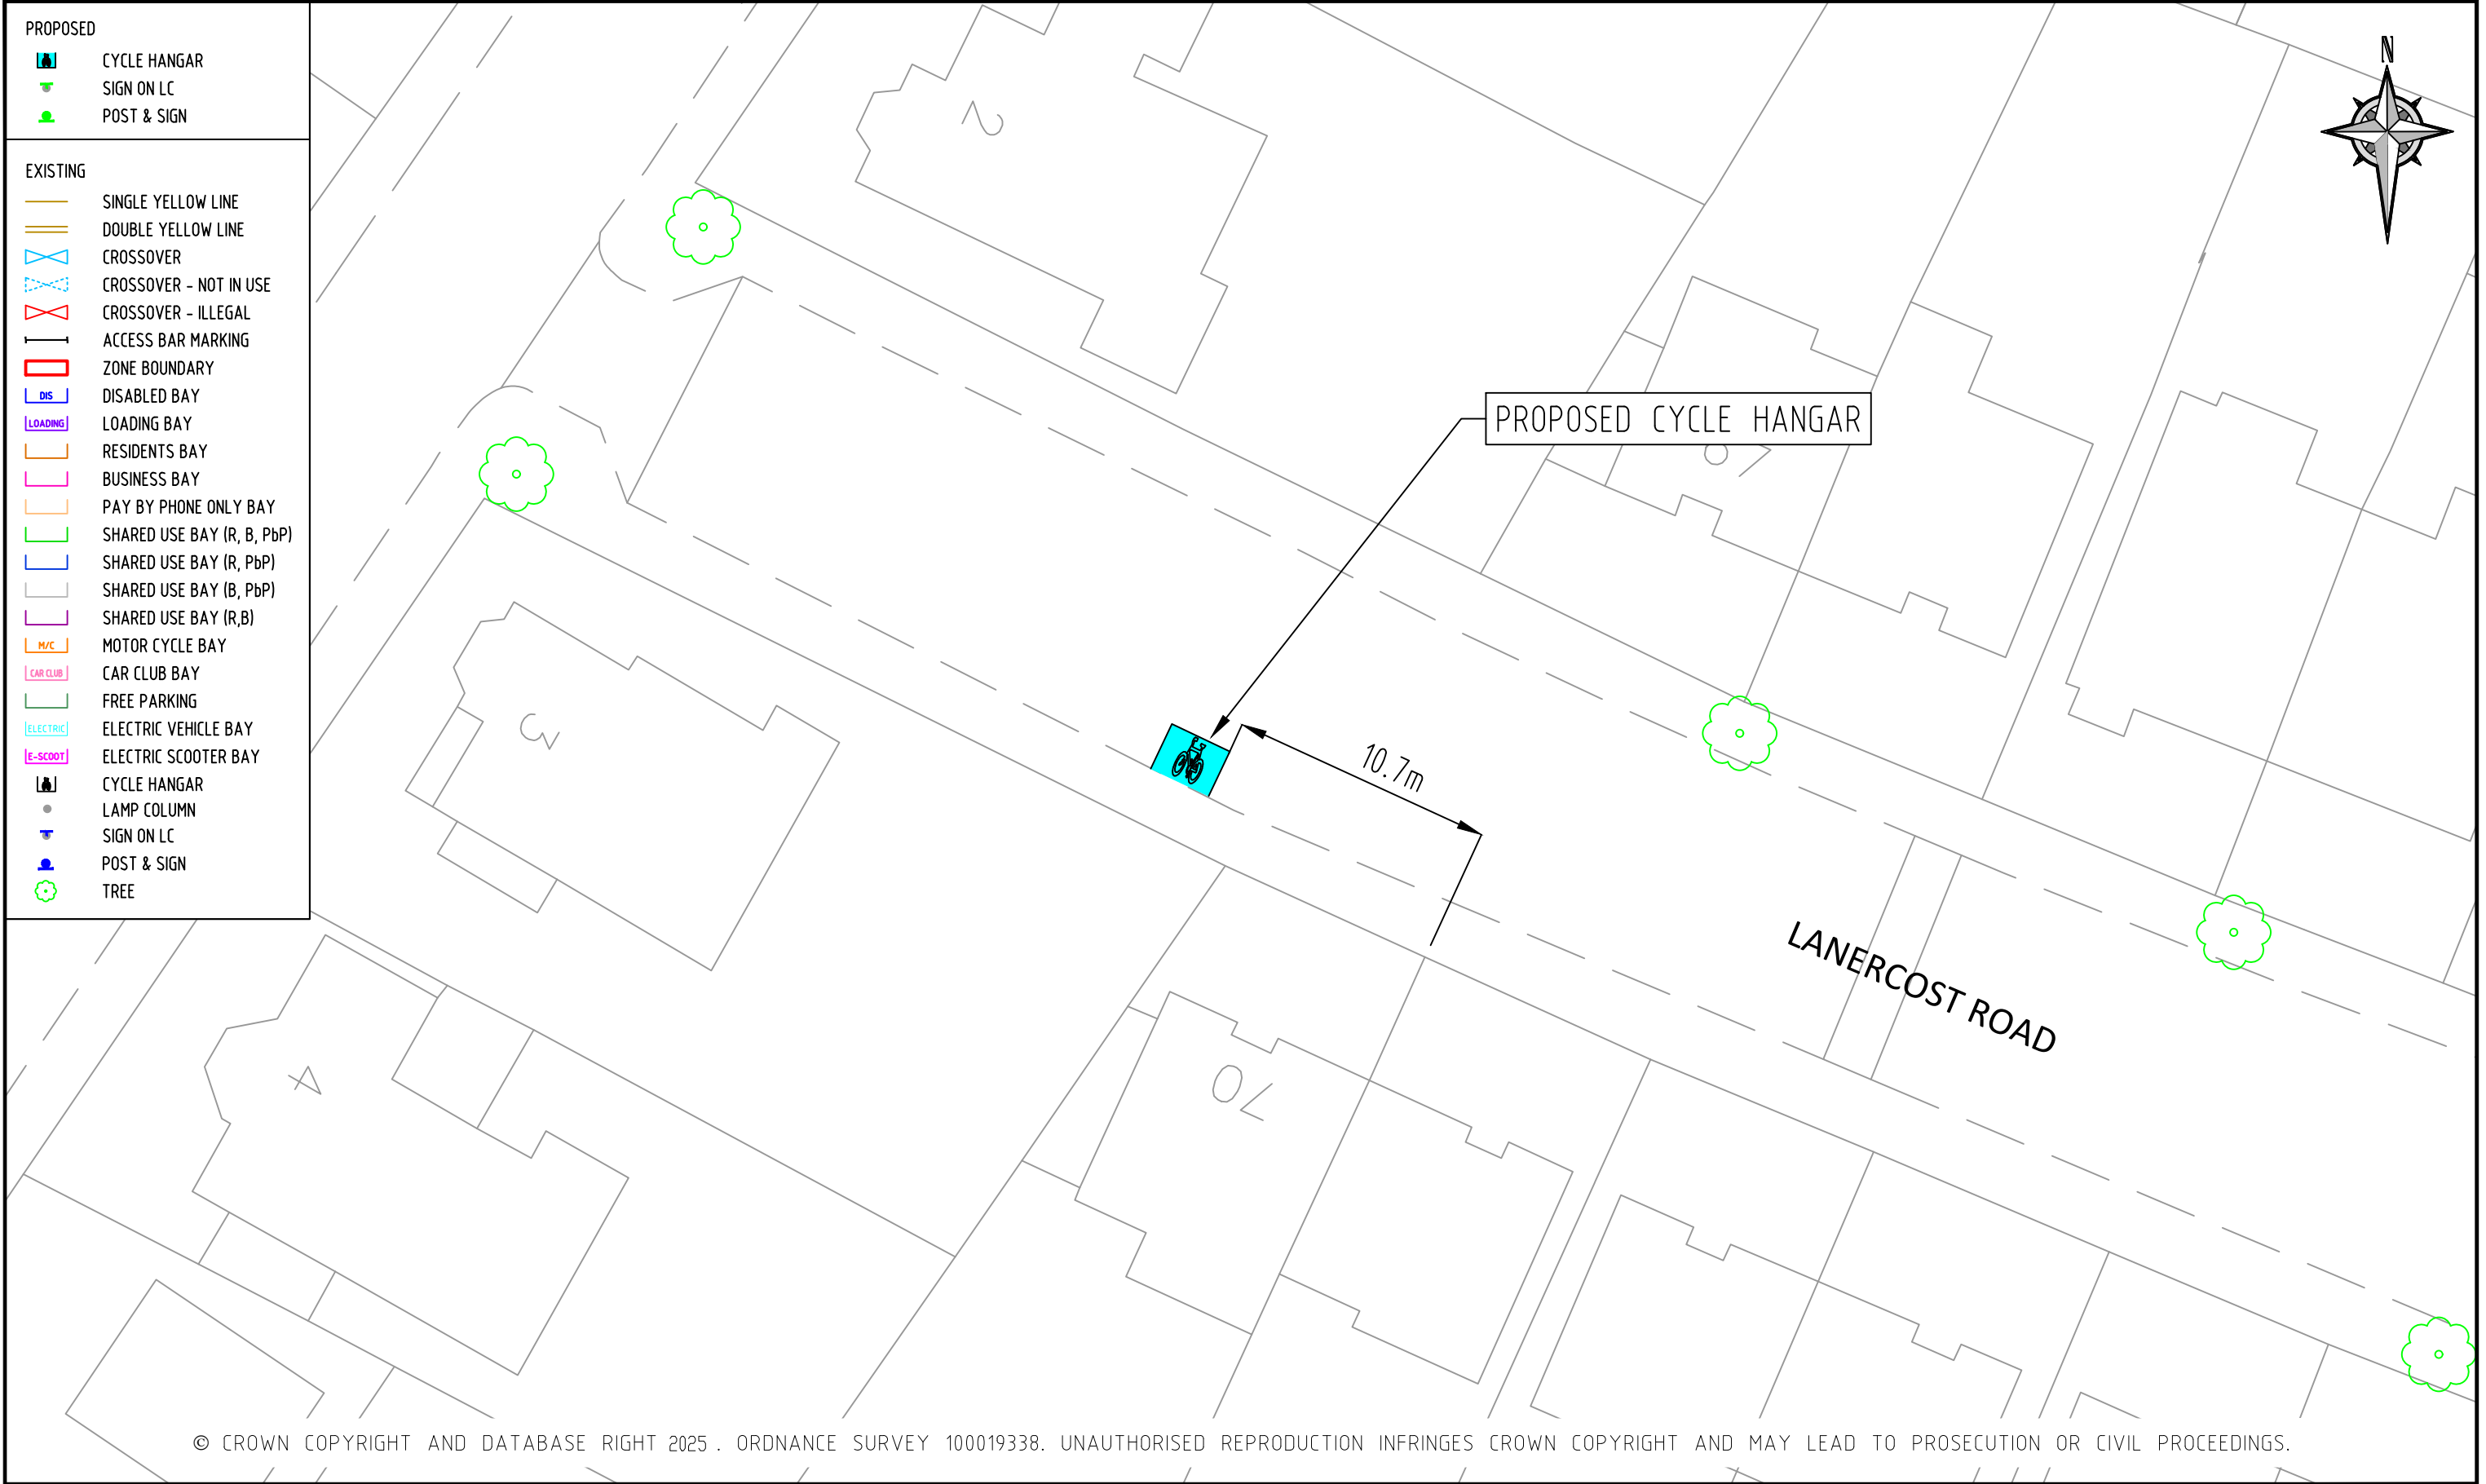 PROPOSED
CYCLE HANGAR
SIGN ON LC
POST & SIGN
EXISTING
SINGLE YELLOW LINE
DOUBLE YELLOW LINE
CROSSOVER
CROSSOVER - NOT IN USE
CROSSOVER - ILLEGAL
ACCESS BAR MARKING
ZONE BOUNDARY
DIS DISABLED BAY
LOADING LOADING BAY
RESIDENTS BAY
BUSINESS BAY
PAY BY PHONE ONLY BAY
SHARED USE BAY (R, B, PbP)
SHARED USE BAY (R, PbP)
SHARED USE BAY (B, PbP)
SHARED USE BAY (R,B)
M/C MOTOR CYCLE BAY
CAR CLUB CAR CLUB BAY
FREE PARKING
ELECTRIC ELECTRIC VEHICLE BAY
E-SCOOT ELECTRIC SCOOTER BAY
CYCLE HANGAR
LAMP COLUMN
SIGN ON LC
POST & SIGN
TREE
N
2
PROPOSED CYCLE HANGAR
3
10.7m
LANERCOST ROAD
4
70
© CROWN COPYRIGHT AND DATABASE RIGHT 2025 . ORDNANCE SURVEY 100019338. UNAUTHORISED REPRODUCTION INFRINGES CROWN COPYRIGHT AND MAY LEAD TO PROSECUTION OR CIVIL PROCEEDINGS.